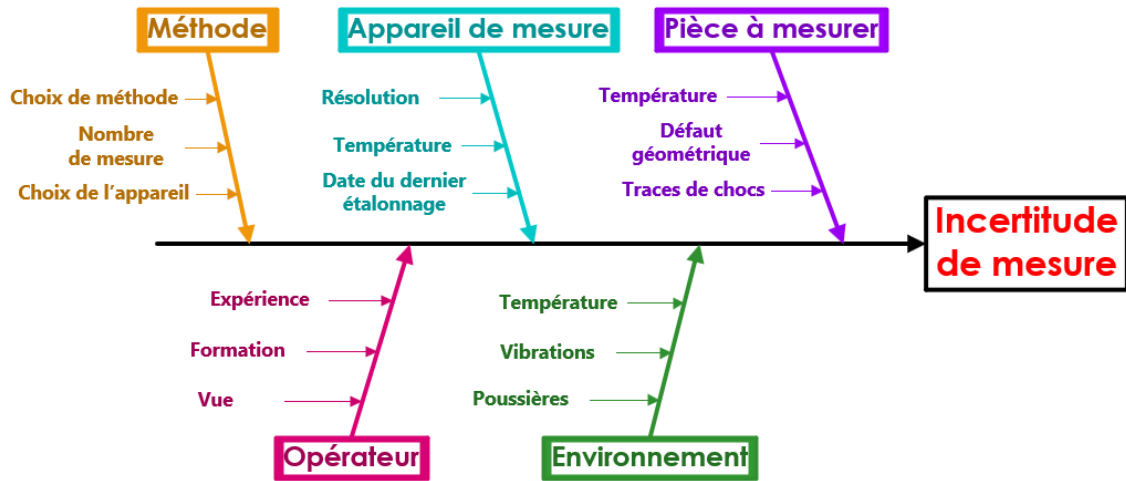 Méthode
Choix de méthode
Nombre
de mesure
Choix de l’appareil
Appareil de mesure
Résolution
Température
Date du dernier
étalonnage
Pièce à mesurer
Température
Défaut
géométrique
Traces de chocs
Incertitude
de mesure
Expérience
Formation
Vue
Opérateur
Température
Vibrations
Poussières
Environnement